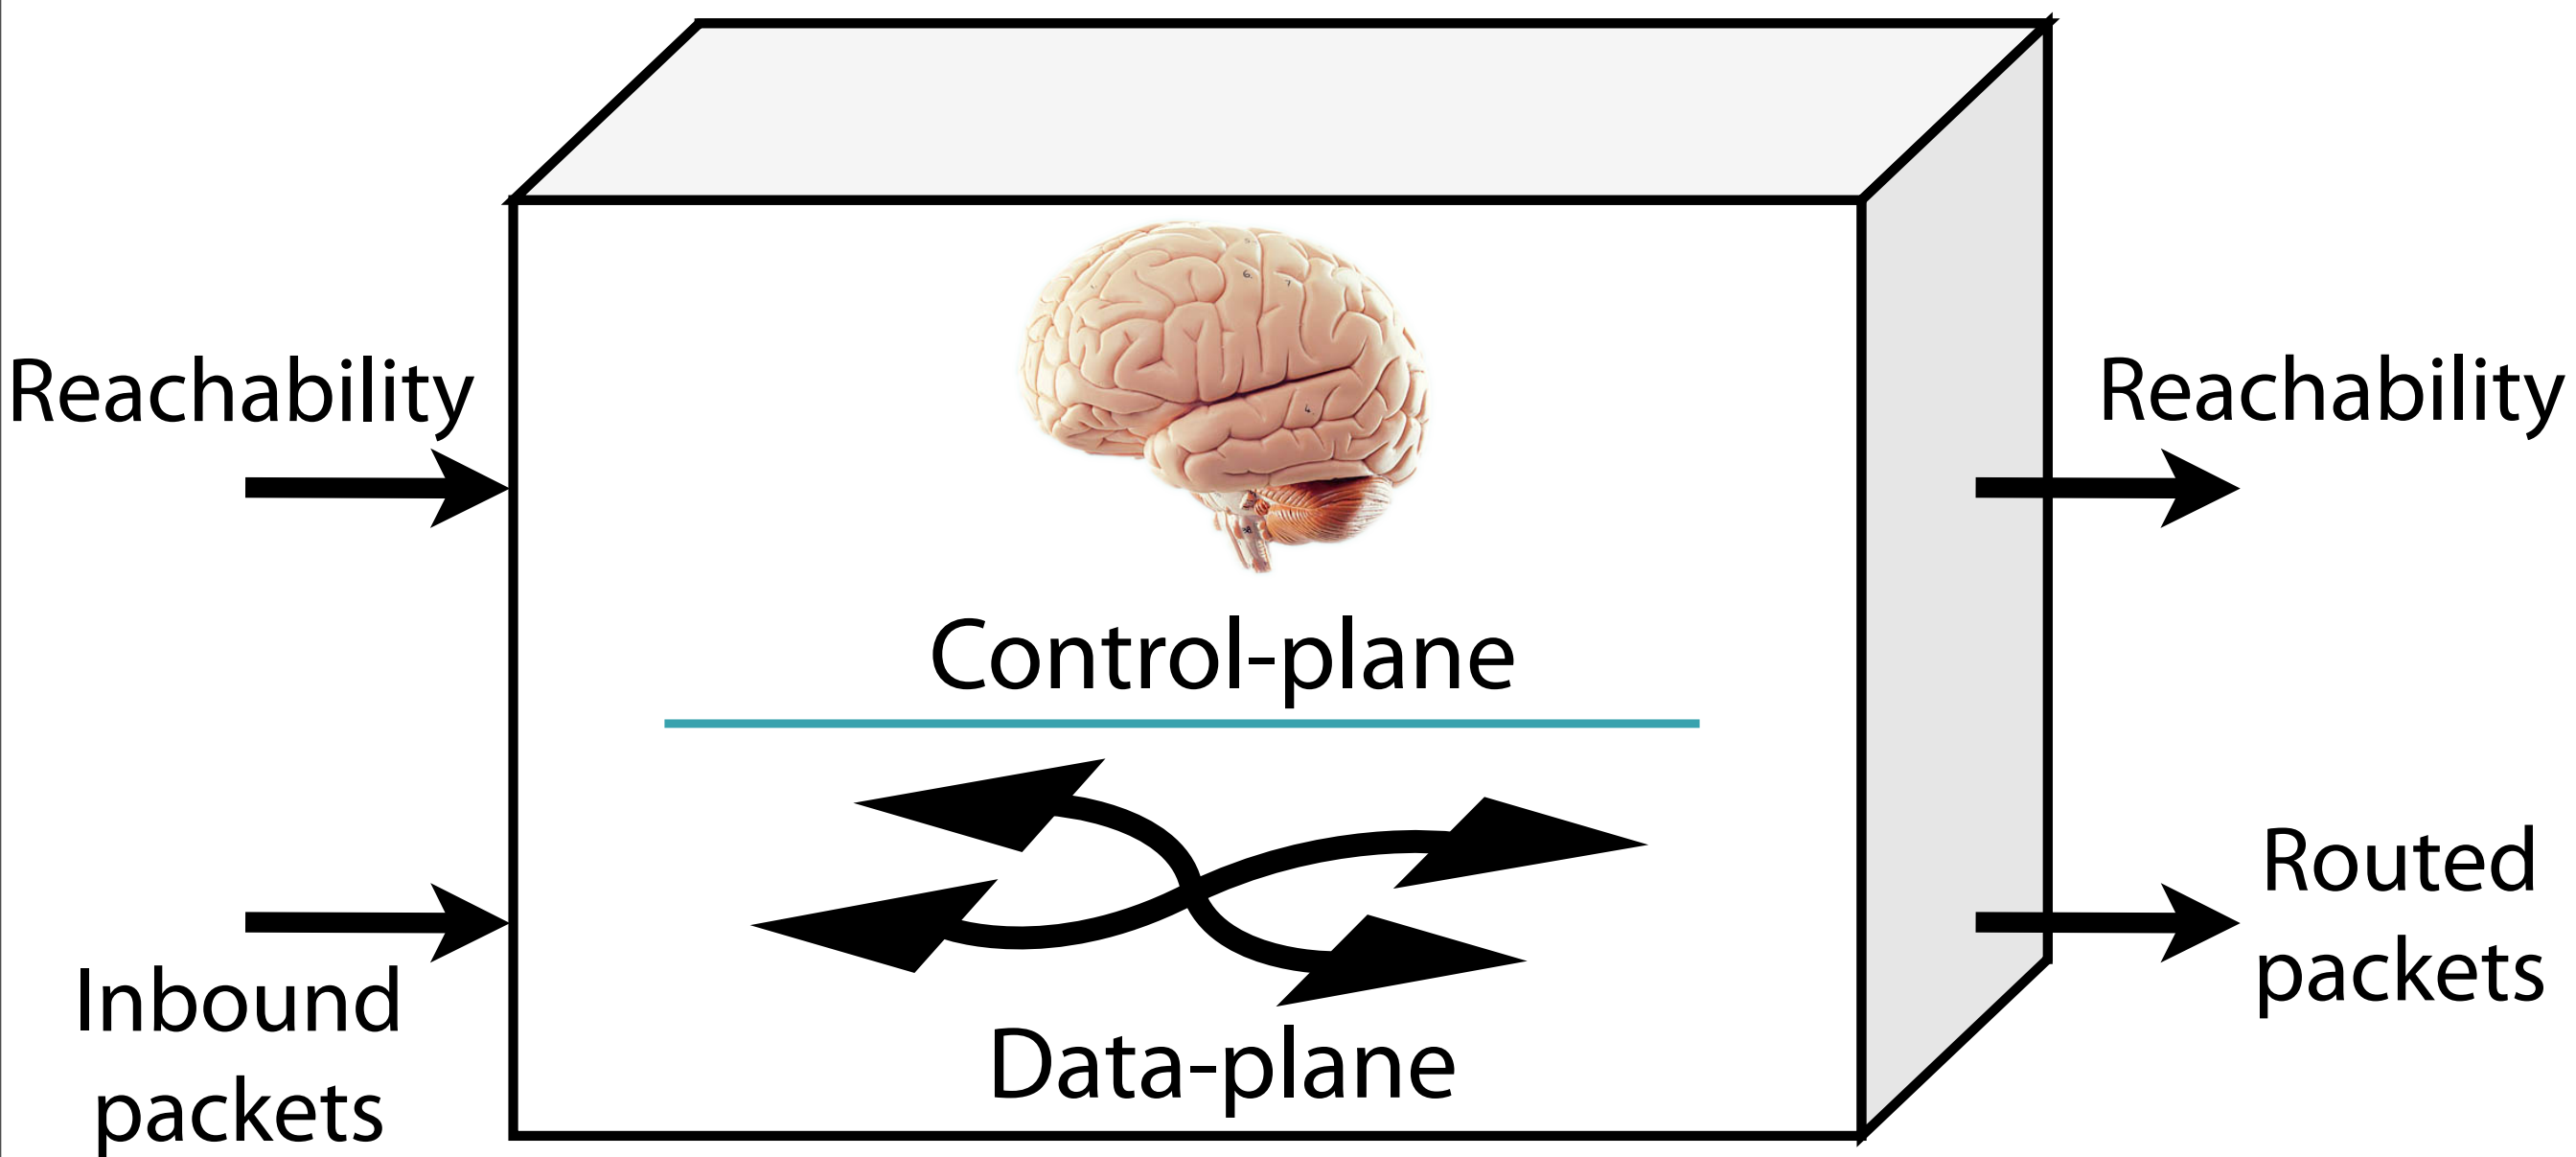 Reachability
Reachability
Control-plane
Inbound
packets
Data-plane
Routed
packets